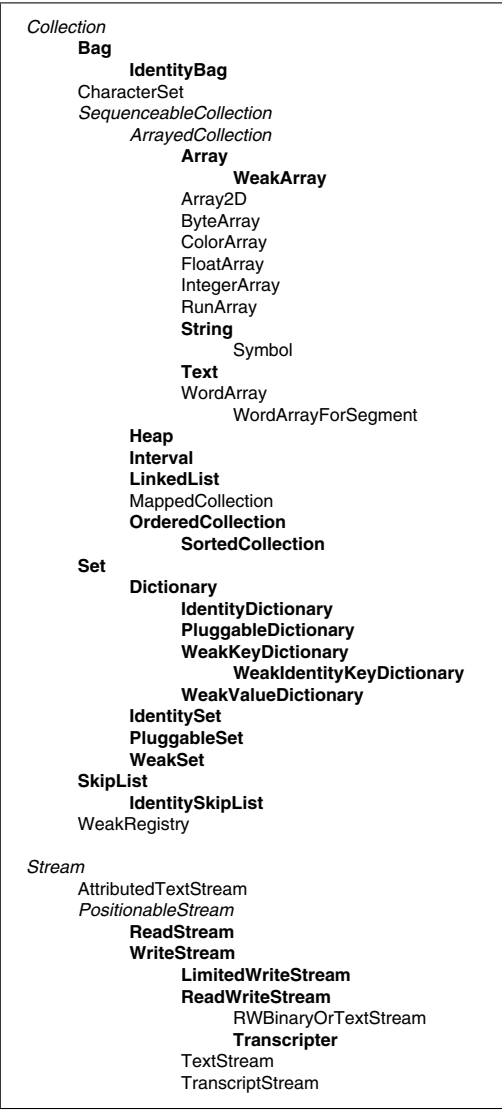 Collection
Bag
IdentityBag
CharacterSet
SequenceableCollection
ArrayedCollection
Array
WeakArray
Array2D
ByteArray
ColorArray
FloatArray
IntegerArray
RunArray
String
Symbol
Text
WordArray
WordArrayForSegment
Heap
Interval
LinkedList
MappedCollection
OrderedCollection
SortedCollection
Set
Dictionary
IdentityDictionary
PluggableDictionary
WeakKeyDictionary
WeakIdentityKeyDictionary
WeakValueDictionary
IdentitySet
PluggableSet
WeakSet
SkipList
IdentitySkipList
WeakRegistry
Stream
AttributedTextStream
PositionableStream
ReadStream
WriteStream
LimitedWriteStream
ReadWriteStream
RWBinaryOrTextStream
Transcripter
TextStream
TranscriptStream